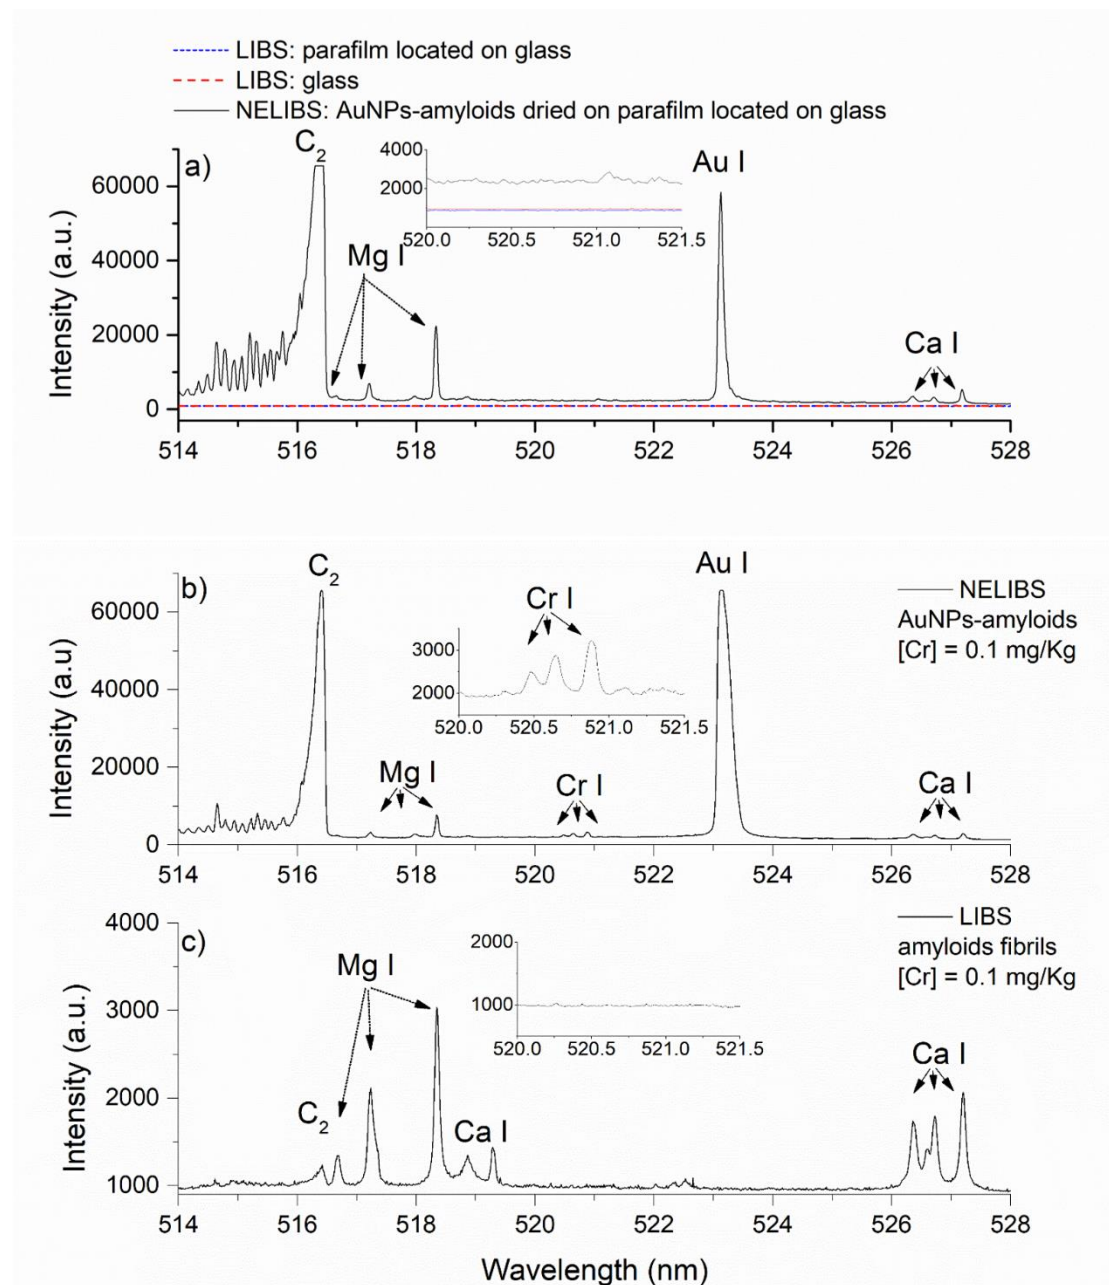 LIBS: parafilm located on glass
LIBS: glass
NELIBS: AuNPs-amyloids dried on parafilm located on glass
a)
C2
Mg I
Au I
Ca I
4000
2000
520.0 520.5 521.0 521.5
Intensity (a.u.)
60000
40000
20000
0
514 516 518 520 522 524 526 528
b)
C2
Mg I
Cr I
Cr I
Au I
Ca I
NELIBS
AuNPs-amyloids
[Cr] = 0.1 mg/Kg
3000
2000
520.0 520.5 521.0 521.5
Intensity (a.u)
60000
40000
20000
0
514 516 518 520 522 524 526 528
c)
C2
Mg I
Ca I
Ca I
LIBS
amyloids fibrils
[Cr] = 0.1 mg/Kg
2000
1000
520.0 520.5 521.0 521.5
Intensity (a.u.)
4000
3000
2000
1000
514 516 518 520 522 524 526 528
Wavelength (nm)